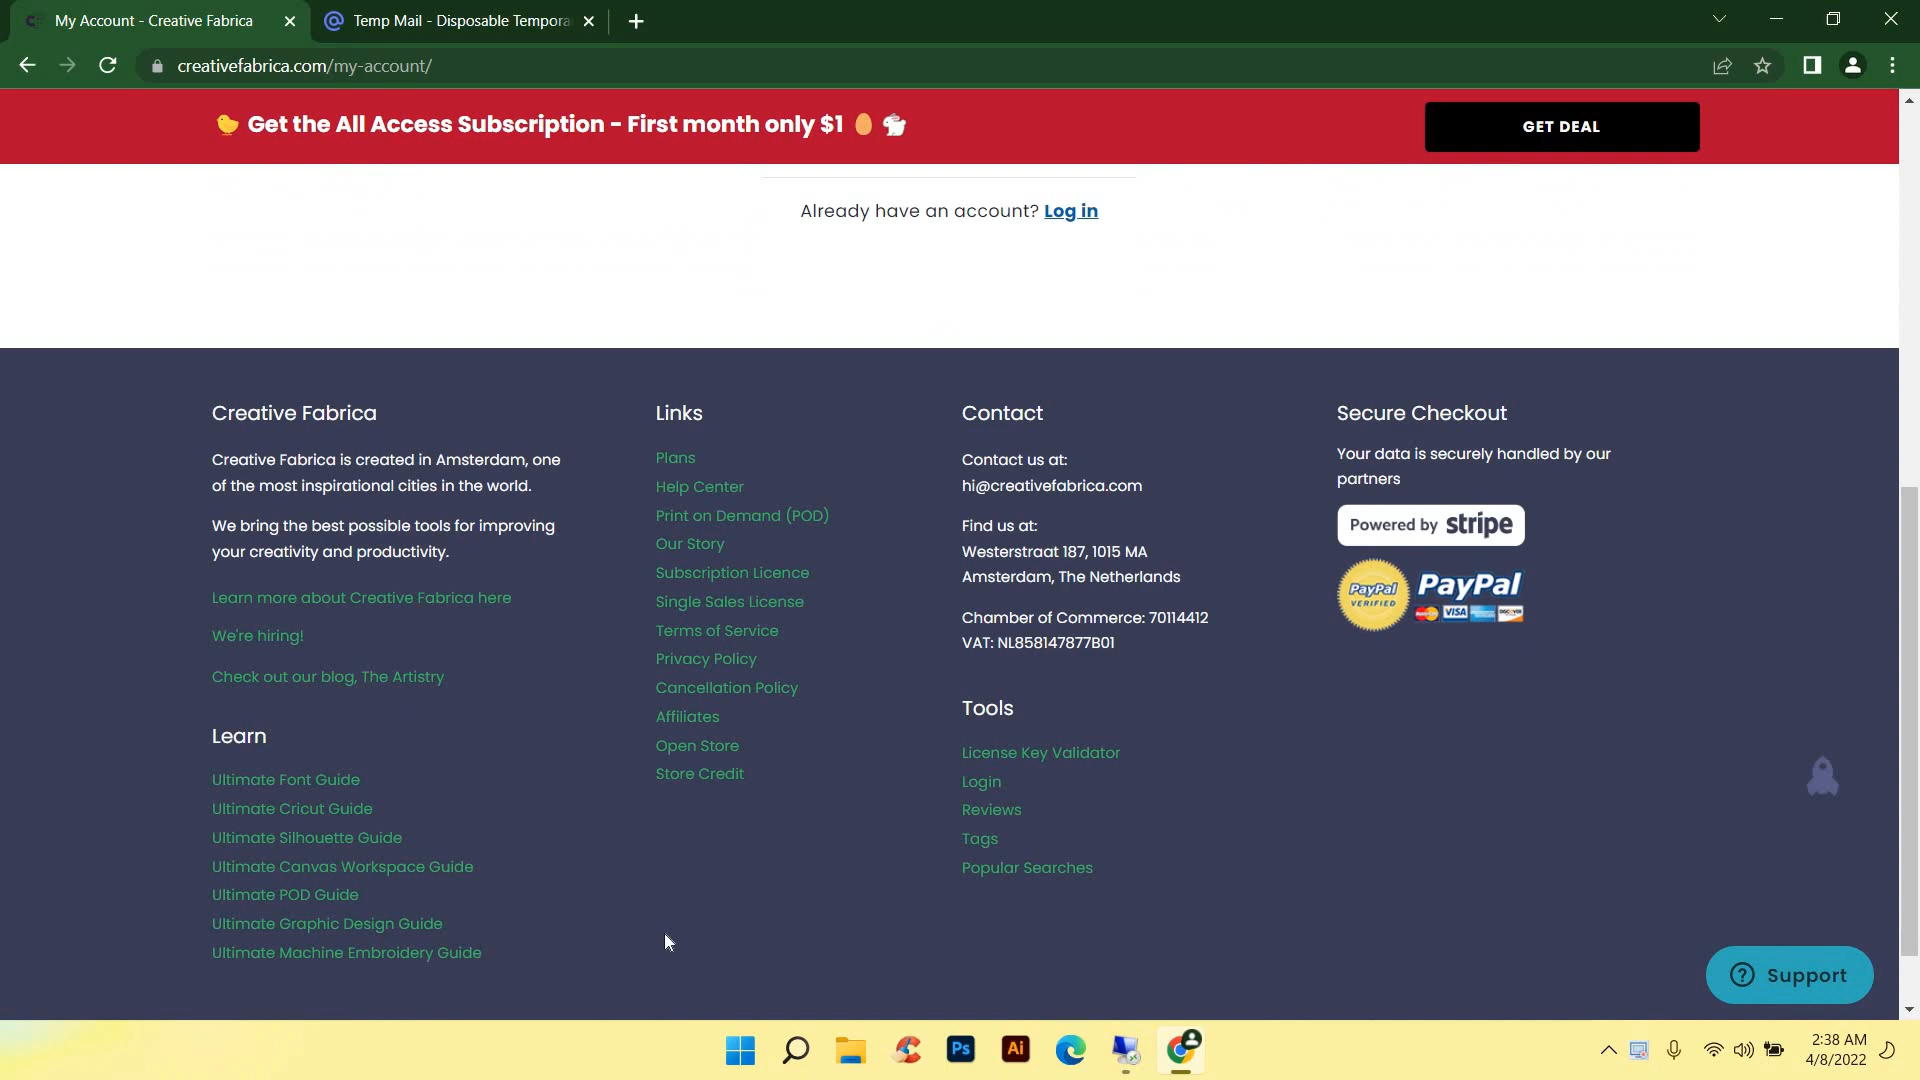 My Account - Creative Fabrica
Temp Mail - Disposable Tempora
creativefabrica.com/my-account/
Get the All Access Subscription - First month only $1
GET DEAL
Already have an account? Log in
Creative Fabrica
Creative Fabrica is created in Amsterdam, one
of the most inspirational cities in the world.
We bring the best possible tools for improving
your creativity and productivity.
Learn more about Creative Fabrica here
We're hiring!
Check out our blog, The Artistry
Learn
Ultimate Font Guide
Ultimate Cricut Guide
Ultimate Silhouette Guide
Ultimate Canvas Workspace Guide
Ultimate POD Guide
Ultimate Graphic Design Guide
Ultimate Machine Embroidery Guide
Links
Plans
Help Center
Print on Demand (POD)
Our Story
Subscription Licence
Single Sales License
Terms of Service
Privacy Policy
Cancellation Policy
Affiliates
Open Store
Store Credit
Contact
Contact us at:
hi@creativefabrica.com
Find us at:
Westerstraat 187, 1015 MA
Amsterdam, The Netherlands
Chamber of Commerce: 70114412
VAT: NL858147877B01
Tools
License Key Validator
Login
Reviews
Tags
Popular Searches
Secure Checkout
Your data is securely handled by our
partners
Powered by stripe
PayPal
VERIFIED
PayPal
VISA
Support
Ps
Ai
2:38 AM
4/8/2022